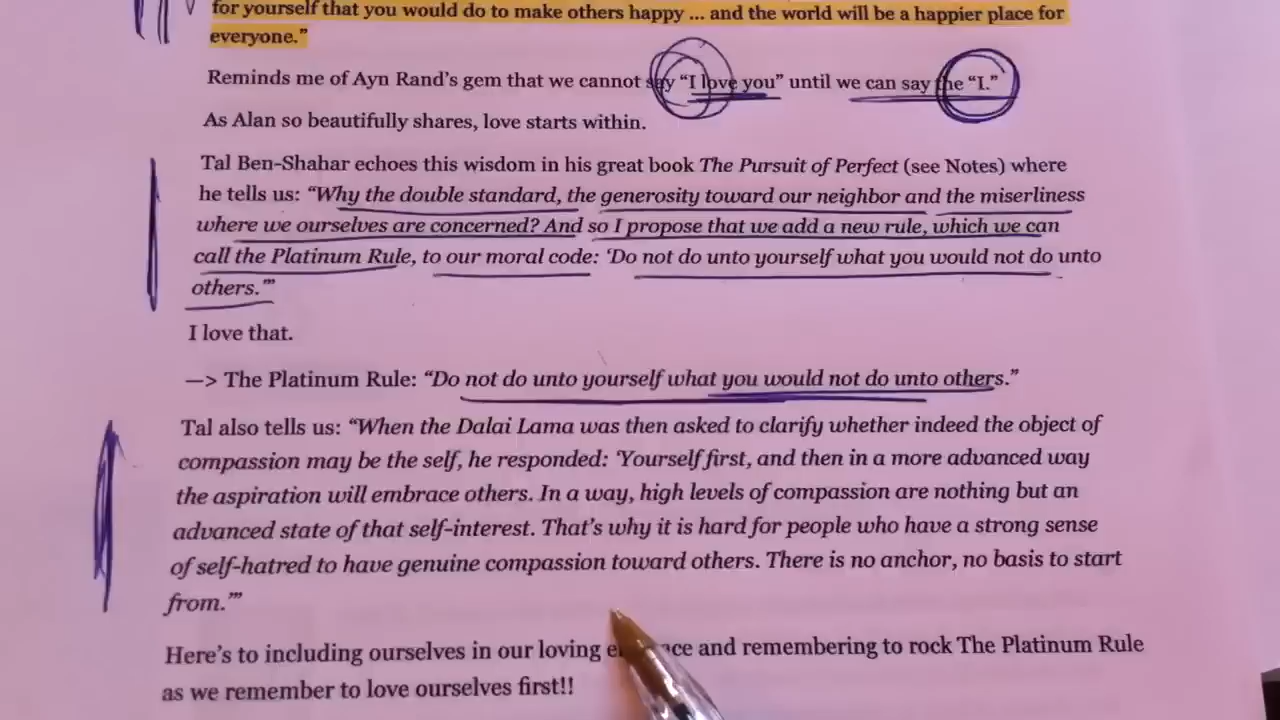 for yourself that you would do to make others happy ... and the world will be a happier place for
everyone.”
Reminds me of Ayn Rand’s gem that we cannot say “I love you” until we can say the “I.”
As Alan so beautifully shares, love starts within.
Tal Ben-Shahar echoes this wisdom in his great book The Pursuit of Perfect (see Notes) where
he tells us: “Why the double standard, the generosity toward our neighbor and the miserliness
where we ourselves are concerned? And so I propose that we add a new rule, which we can
call the Platinum Rule, to our moral code: ‘Do not do unto yourself what you would not do unto
others.’”
I love that.
—> The Platinum Rule: “Do not do unto yourself what you would not do unto others.”
Tal also tells us: “When the Dalai Lama was then asked to clarify whether indeed the object of
compassion may be the self, he responded: ‘Yourself first, and then in a more advanced way
the aspiration will embrace others. In a way, high levels of compassion are nothing but an
advanced state of that self-interest. That’s why it is hard for people who have a strong sense
of self-hatred to have genuine compassion toward others. There is no anchor, no basis to start
from.’”
Here’s to including ourselves in our loving and remembering to rock The Platinum Rule
as we remember to love ourselves first!!